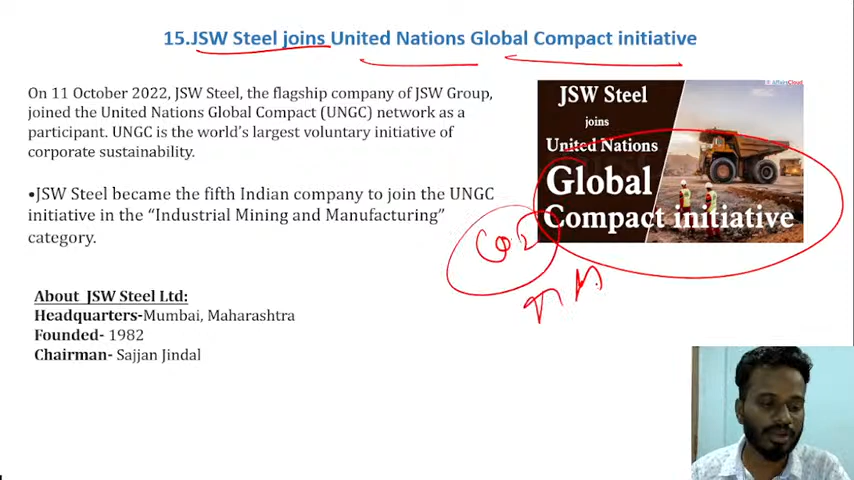 15.JSW Steel joins United Nations Global Compact initiative
On 11 October 2022, JSW Steel, the flagship company of JSW Group,
joined the United Nations Global Compact (UNGC) network as a
participant. UNGC is the world's largest voluntary initiative of
corporate sustainability.
•JSW Steel became the fifth Indian company to join the UNGC
initiative in the “Industrial Mining and Manufacturing”
category.
About JSW Steel Ltd:
Headquarters-Mumbai, Maharashtra
Founded- 1982
Chairman- Sajjan Jindal
AffairsCloud
JSW Steel
joins
United Nations
Global
Compact initiative